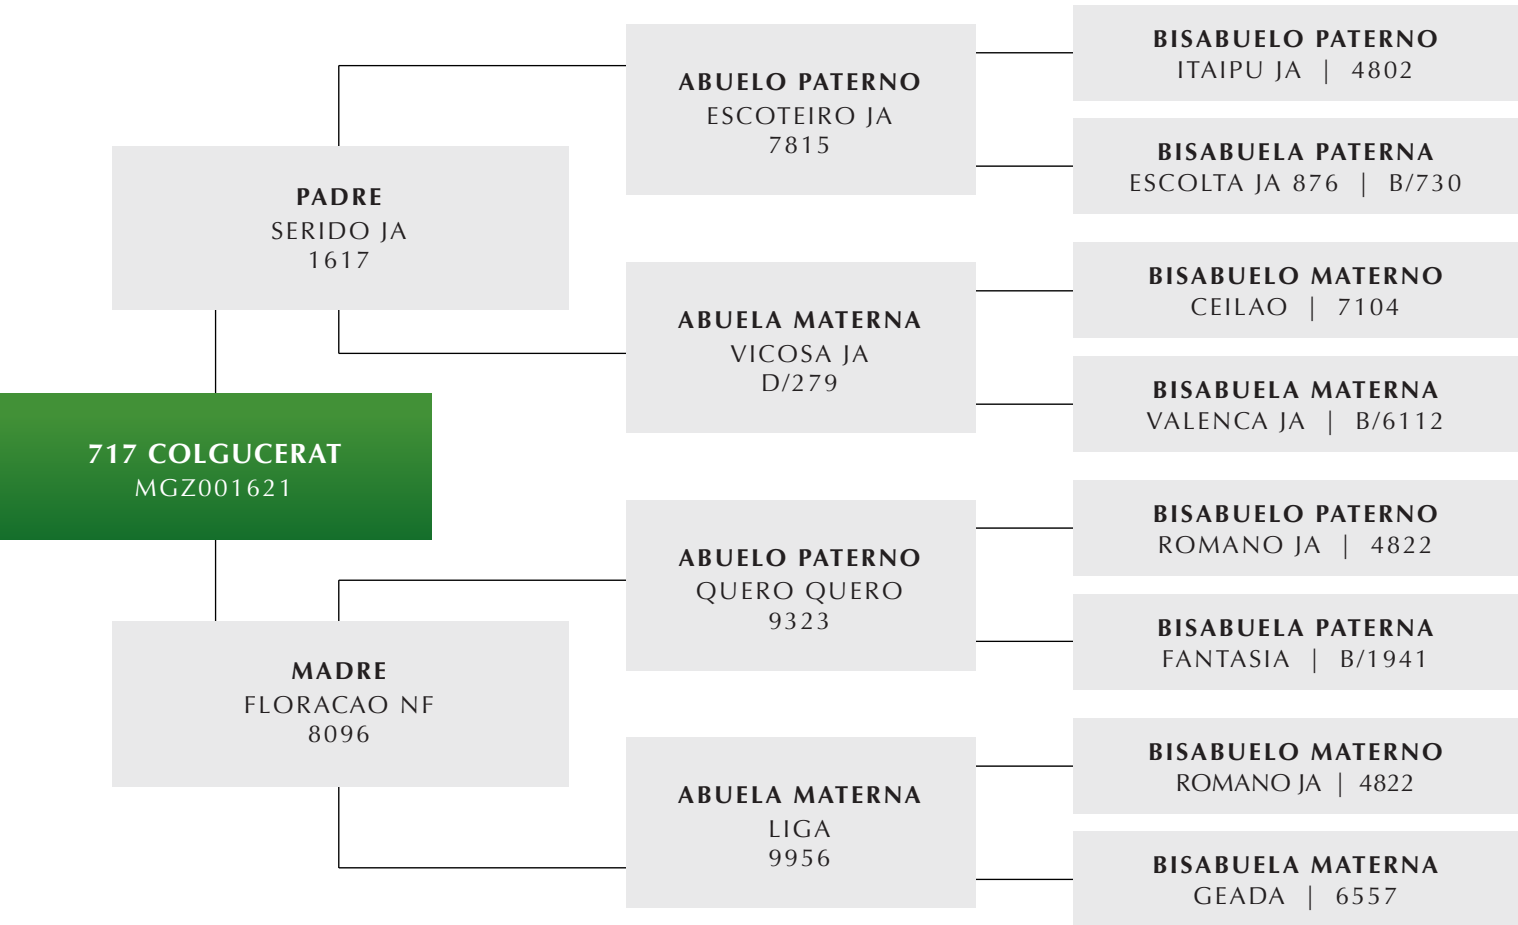 717 COLGUCERAT
MGZ001621
PADRE
SERIDO JA
1617
MADRE
FLORACAO NF
8096
ABUELO PATERNO
ESCOTEIRO JA
7815
ABUELA MATERNA
VICOSA JA
D/279
ABUELO PATERNO
QUERO QUERO
9323
ABUELA MATERNA
LIGA
9956
BISABUELO PATERNO
ITAIPU JA | 4802
BISABUELA PATERNA
ESCOLTA JA 876 | B/730
BISABUELO MATERNO
CEILAO | 7104
BISABUELA MATERNA
VALENCA JA | B/6112
BISABUELO PATERNO
ROMANO JA | 4822
BISABUELA PATERNA
FANTASIA | B/1941
BISABUELO MATERNO
ROMANO JA | 4822
BISABUELA MATERNA
GEADA | 6557